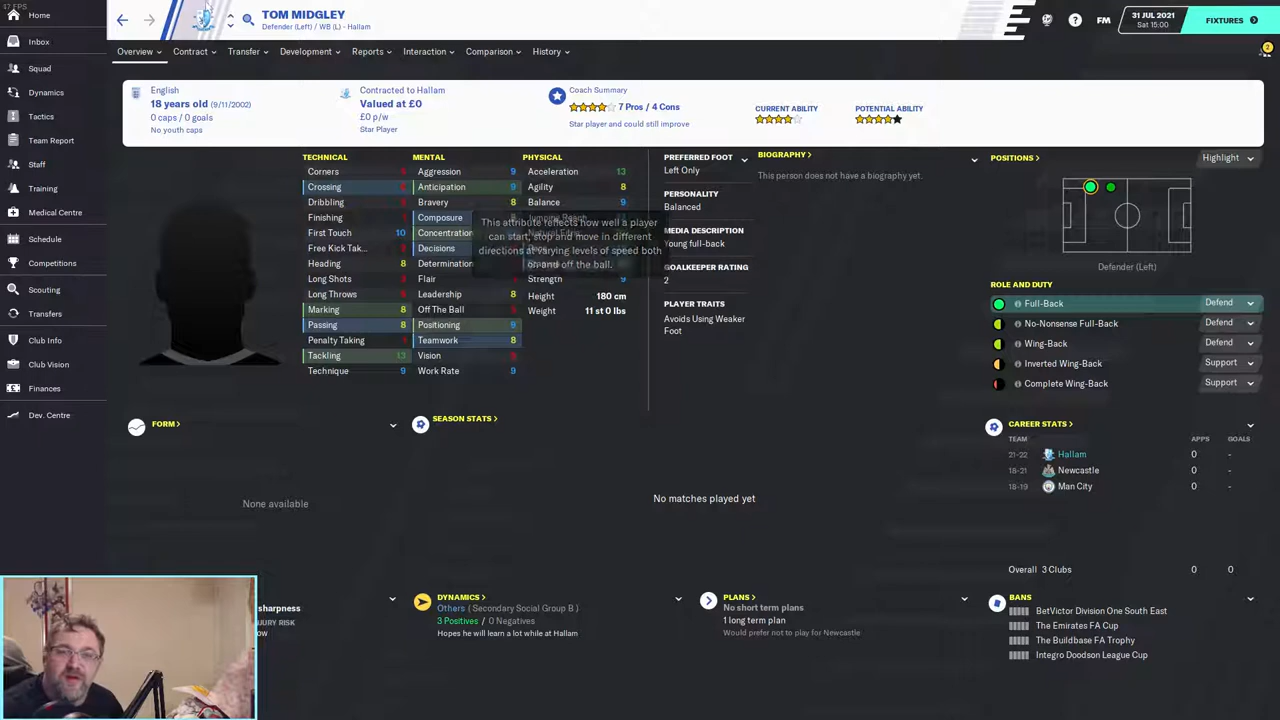 17 FPS
Home
Inbox
Squad
Dynamics
Tactics
Team Report
Staff
Training
Medical Centre
Schedule
Competitions
Scouting
Transfers
Club Info
Club Vision
Finances
Dev. Centre
TOM MIDGLEY
Defender (Left) / WB (L) - Hallam
FM
31 JUL 2021
Sat 15:00
FIXTURES
2
Overview
Contract
Transfer
Development
Reports
Interaction
Comparison
History
English
18 years old (9/11/2002)
0 caps / 0 goals
No youth caps
Contracted to Hallam
Valued at £0
£0 p/w
Star Player
Coach Summary
7 Pros / 4 Cons
Star player and could still improve
CURRENT ABILITY
POTENTIAL ABILITY
TECHNICAL
Corners
Crossing
Dribbling
Finishing
First Touch 10
Free Kick Tak...
Heading 8
Long Shots
Long Throws
Marking 8
Passing 8
Penalty Taking
Tackling 13
Technique 9
MENTAL
Aggression 9
Anticipation 9
Bravery 8
Composure
Concentration
Decisions
Determination
Flair
Leadership 8
Off The Ball
Positioning 9
Teamwork 8
Vision
Work Rate 9
PHYSICAL
Acceleration 13
Agility 8
Balance 9
Jumping Reach
Strength 9
Height 180 cm
Weight 11 st 0 lbs
This attribute reflects how well a player
can start, stop and move in different
directions at varying levels of speed both
on and off the ball.
PREFERRED FOOT
Left Only
PERSONALITY
Balanced
MEDIA DESCRIPTION
Young full-back
GOALKEEPER RATING
2
PLAYER TRAITS
Avoids Using Weaker
Foot
BIOGRAPHY >
This person does not have a biography yet.
POSITIONS >
Highlight
Defender (Left)
ROLE AND DUTY
Full-Back Defend
No-Nonsense Full-Back Defend
Wing-Back Defend
Inverted Wing-Back Support
Complete Wing-Back Support
FORM >
None available
SEASON STATS >
No matches played yet
CAREER STATS >
TEAM APPS GOALS
21-22 Hallam 0 -
18-21 Newcastle 0 -
18-19 Man City 0 -
Overall 3 Clubs 0 0
sharpness
JURY RISK
ow
DYNAMICS >
Others ( Secondary Social Group B )
3 Positives / 0 Negatives
Hopes he will learn a lot while at Hallam
PLANS >
No short term plans
1 long term plan
Would prefer not to play for Newcastle
BANS
BetVictor Division One South East
The Emirates FA Cup
The Buildbase FA Trophy
Integro Doodson League Cup